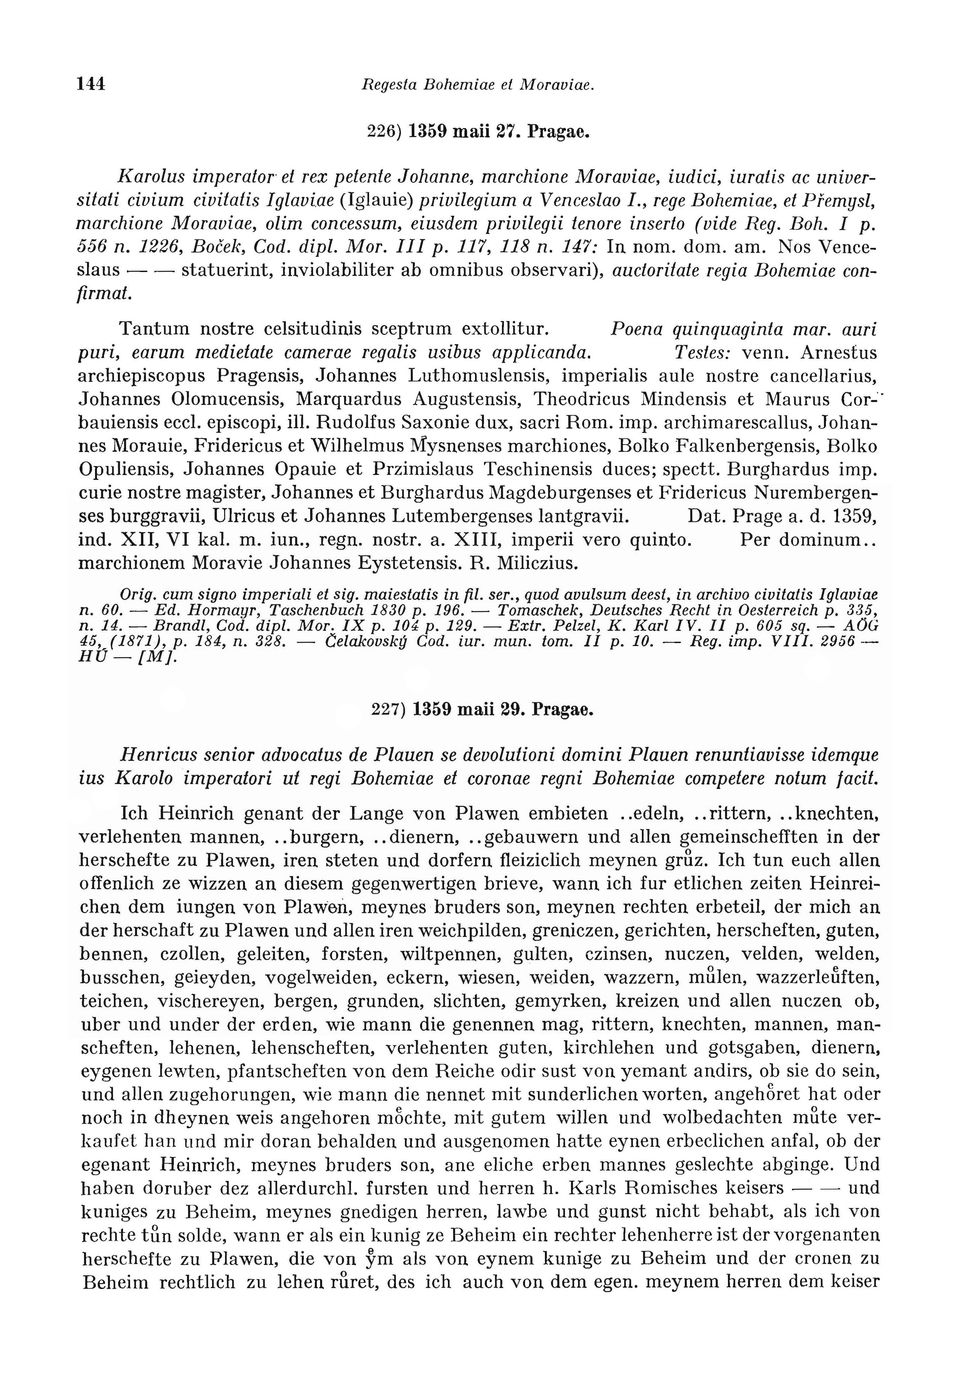 144 Regesta Bohemiae et Moraviae.
226) 1359 maii 27. Pragae.
Karolus imperator et rex petente Johanne, marchione Moraviae, iudici, iuratis ac univer-
sitati civium civitatis Iglaviae (Iglauie) privilegium a Venceslao I., rege Bohemiae, et Přemysl,
marchione Moraviae, olim concessum, eiusdem privilegii tenore inserto (vide Reg. Boh. I p.
556 n. 1226, Boček, Cod. dipl. Mor. III p. 117, 118 n. 147: In nom. dom. am. Nos Vence-
slaus — — statuerint, inviolabiliter ab omnibus observari), auctoritate regia Bohemiae con-
firmat.
Tantum nostre celsitudinis sceptrum extollitur. Poena quinquaginta mar. auri
puri, earum medietate camerae regalis usibus applicanda. Testes: venn. Arnestus
archiepiscopus Pragensis, Johannes Luthomuslensis, imperialis aule nostre cancellarius,
Johannes Olomucensis, Marquardus Augustensis, Theodricus Mindensis et Maurus Cor-
bauiensis eccl. episcopi, ill. Rudolfus Saxonie dux, sacri Rom. imp. archimarescallus, Johan-
nes Morauie, Fridericus et Wilhelmus Mysnenses marchiones, Bolko Falkenbergensis, Bolko
Opuliensis, Johannes Opauie et Przimislaus Teschinensis duces; spectt. Burghardus imp.
curie nostre magister, Johannes et Burghardus Magdeburgenses et Fridericus Nurembergen-
ses burggravii, Ulricus et Johannes Lutembergenses lantgravii. Dat. Prage a. d. 1359,
ind. XII, VI kal. m. iun., regn. nostr. a. XIII, imperii vero quinto. Per dominum..
marchionem Moravie Johannes Eystetensis. R. Miliczius.
Orig. cum signo imperiali et sig. maiestatis in fil. ser., quod avulsum deest, in archivo civitatis Iglaviae
n. 60. — Ed. Hormayr, Taschenbuch 1830 p. 196. — Tomaschek, Deutsches Recht in Oesterreich p. 335,
n. 14. — Brandl, Cod. dipl. Mor. IX p. 104 p. 129. — Extr. Pelzel, K. Karl IV. II p. 605 sq. — AÖG
45, (1871), p. 184, n. 328. — Čelakovský Cod. iur. mun. tom. II p. 10. — Reg. imp. VIII. 2956 —
HÚ — [M].
227) 1359 maii 29. Pragae.
Henricus senior advocatus de Plauen se devolutioni domini Plauen renuntiavisse idemque
ius Karolo imperatori ut regi Bohemiae et coronae regni Bohemiae competere notum facit.
Ich Heinrich genant der Lange von Plawen embieten ..edeln, ..rittern, ..knechten,
verlehenten mannen, ..burgern, ..dienern, ..gebauwern und allen gemeinschefften in der
herschefte zu Plawen, iren steten und dorfern fleiziclich meynen grůz. Ich tun euch allen
offenlich ze wizzen an diesem gegenwertigen brieve, wann ich fur etlichen zeiten Heinrei-
chen dem iungen von Plawen, meynes bruders son, meynen rechten erbeteil, der mich an
der herschaft zu Plawen und allen iren weichpilden, greniczen, gerichten, herscheften, guten,
bennen, czollen, geleiten, forsten, wiltpennen, gulten, czinsen, nuczen, velden, welden,
busschen, geieyden, vogelweiden, eckern, wiesen, weiden, wazzern, můlen, wazzerleuͤften,
teichen, vischereyen, bergen, grunden, slichten, gemyrken, kreizen und allen nuczen ob,
uber und under der erden, wie mann die genennen mag, rittern, knechten, mannen, man-
scheften, lehenen, lehenscheften, verlehenten guten, kirchlehen und gotsgaben, dienern,
eygenen lewten, pfantscheften von dem Reiche odir sust von yemant andirs, ob sie do sein,
und allen zugehorungen, wie mann die nennet mit sunderlichen worten, angehoͤret hat oder
noch in dheynen weis angehoren moͤchte, mit gutem willen und wolbedachten můte ver-
kaufet han und mir doran behalden und ausgenomen hatte eynen erbeclichen anfal, ob der
egenant Heinrich, meynes bruders son, ane eliche erben mannes geslechte abginge. Und
haben doruber dez allerdurchl. fursten und herren h. Karls Romisches keisers — — und
kuniges zu Beheim, meynes gnedigen herren, lawbe und gunst nicht behabt, als ich von
rechte tůn solde, wann er als ein kunig ze Beheim ein rechter lehenherre ist der vorgenanten
herschefte zu Plawen, die von yͤm als von eynem kunige zu Beheim und der cronen zu
Beheim rechtlich zu lehen růret, des ich auch von dem egen. meynem herren dem keiser